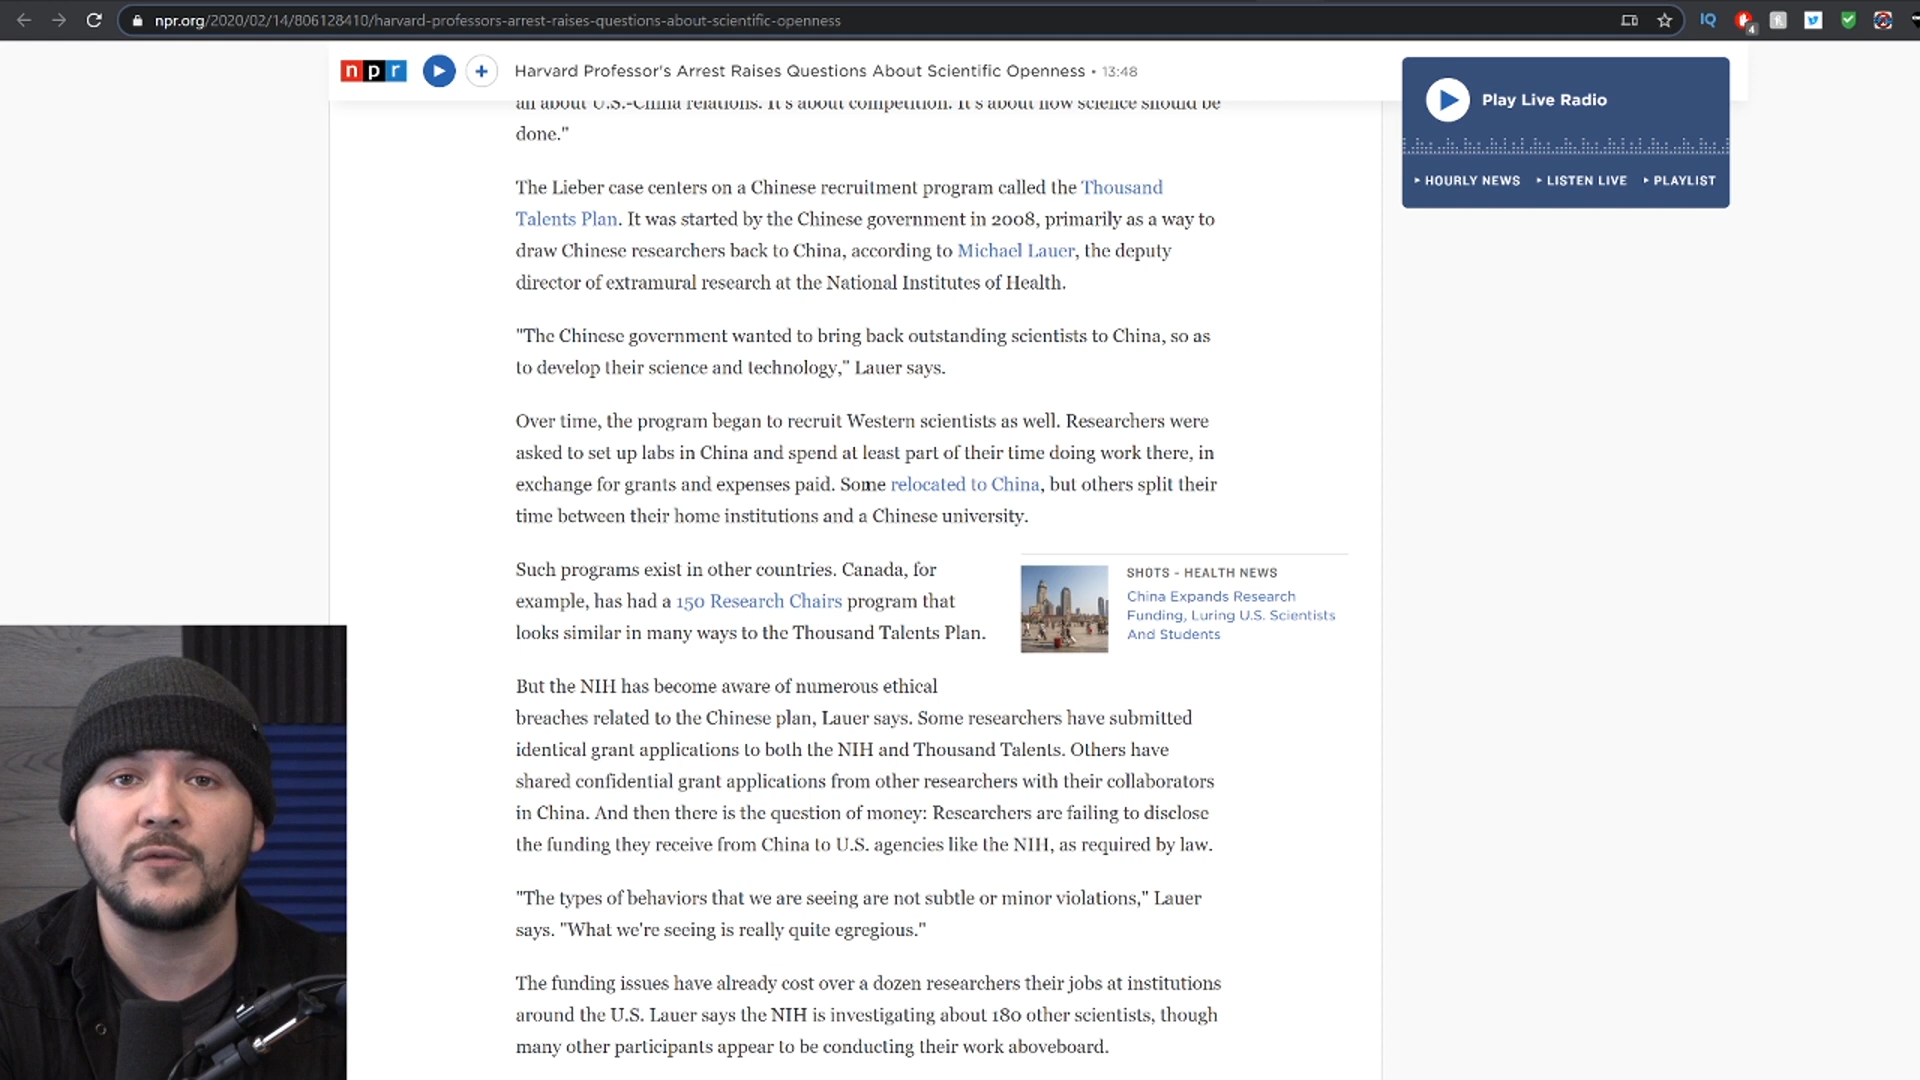 npr.org/2020/02/14/806128410/harvard-professors-arrest-raises-questions-about-scientific-openness
IQ
4
npr
Harvard Professor's Arrest Raises Questions About Scientific Openness • 13:48
Play Live Radio
HOURLY NEWS
LISTEN LIVE
PLAYLIST
all about U.S.-China relations. It's about competition. It's about how science should be
done."
The Lieber case centers on a Chinese recruitment program called the Thousand
Talents Plan. It was started by the Chinese government in 2008, primarily as a way to
draw Chinese researchers back to China, according to Michael Lauer, the deputy
director of extramural research at the National Institutes of Health.
"The Chinese government wanted to bring back outstanding scientists to China, so as
to develop their science and technology," Lauer says.
Over time, the program began to recruit Western scientists as well. Researchers were
asked to set up labs in China and spend at least part of their time doing work there, in
exchange for grants and expenses paid. Some relocated to China, but others split their
time between their home institutions and a Chinese university.
Such programs exist in other countries. Canada, for
example, has had a 150 Research Chairs program that
looks similar in many ways to the Thousand Talents Plan.
SHOTS - HEALTH NEWS
China Expands Research
Funding, Luring U.S. Scientists
And Students
But the NIH has become aware of numerous ethical
breaches related to the Chinese plan, Lauer says. Some researchers have submitted
identical grant applications to both the NIH and Thousand Talents. Others have
shared confidential grant applications from other researchers with their collaborators
in China. And then there is the question of money: Researchers are failing to disclose
the funding they receive from China to U.S. agencies like the NIH, as required by law.
"The types of behaviors that we are seeing are not subtle or minor violations," Lauer
says. "What we're seeing is really quite egregious."
The funding issues have already cost over a dozen researchers their jobs at institutions
around the U.S. Lauer says the NIH is investigating about 180 other scientists, though
many other participants appear to be conducting their work aboveboard.